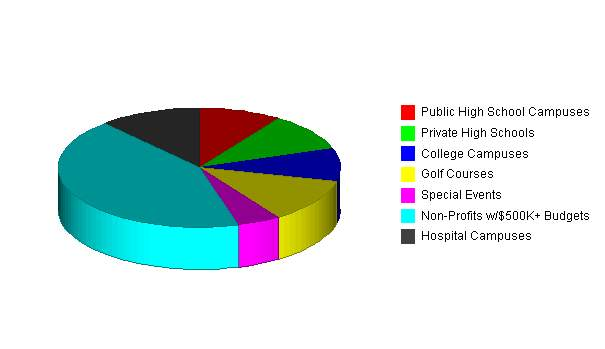 Public High School Campuses
Private High Schools
College Campuses
Golf Courses
Special Events
Non-Profits w/$500K+ Budgets
Hospital Campuses